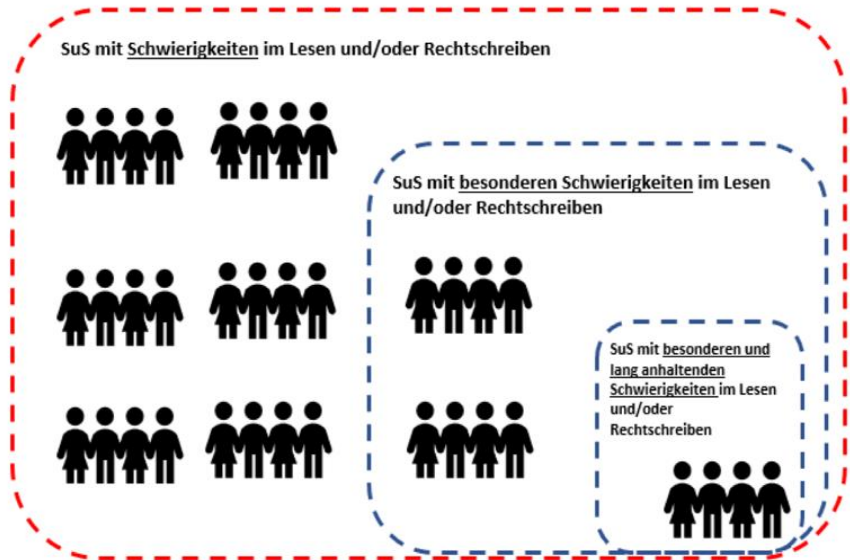 SuS mit Schwierigkeiten im Lesen und/oder Rechtschreiben
SuS mit besonderen Schwierigkeiten im Lesen
und/oder Rechtschreiben
SuS mit besonderen und
lang anhaltenden
Schwierigkeiten im Lesen
und/oder
Rechtschreiben